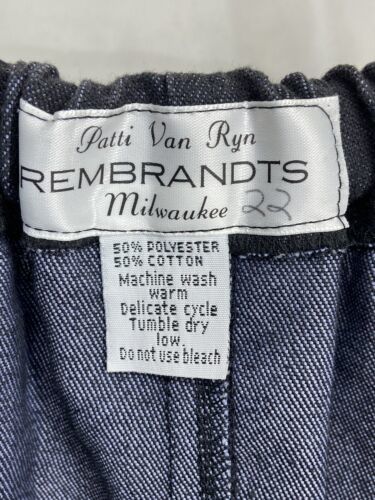 Patti Van Ryn
REMBRANDTS
Milwaukee 22
50% POLYESTER
50% COTTON
Machine wash
warm
Delicate cycle
Tumble dry
low.
Do not use bleach